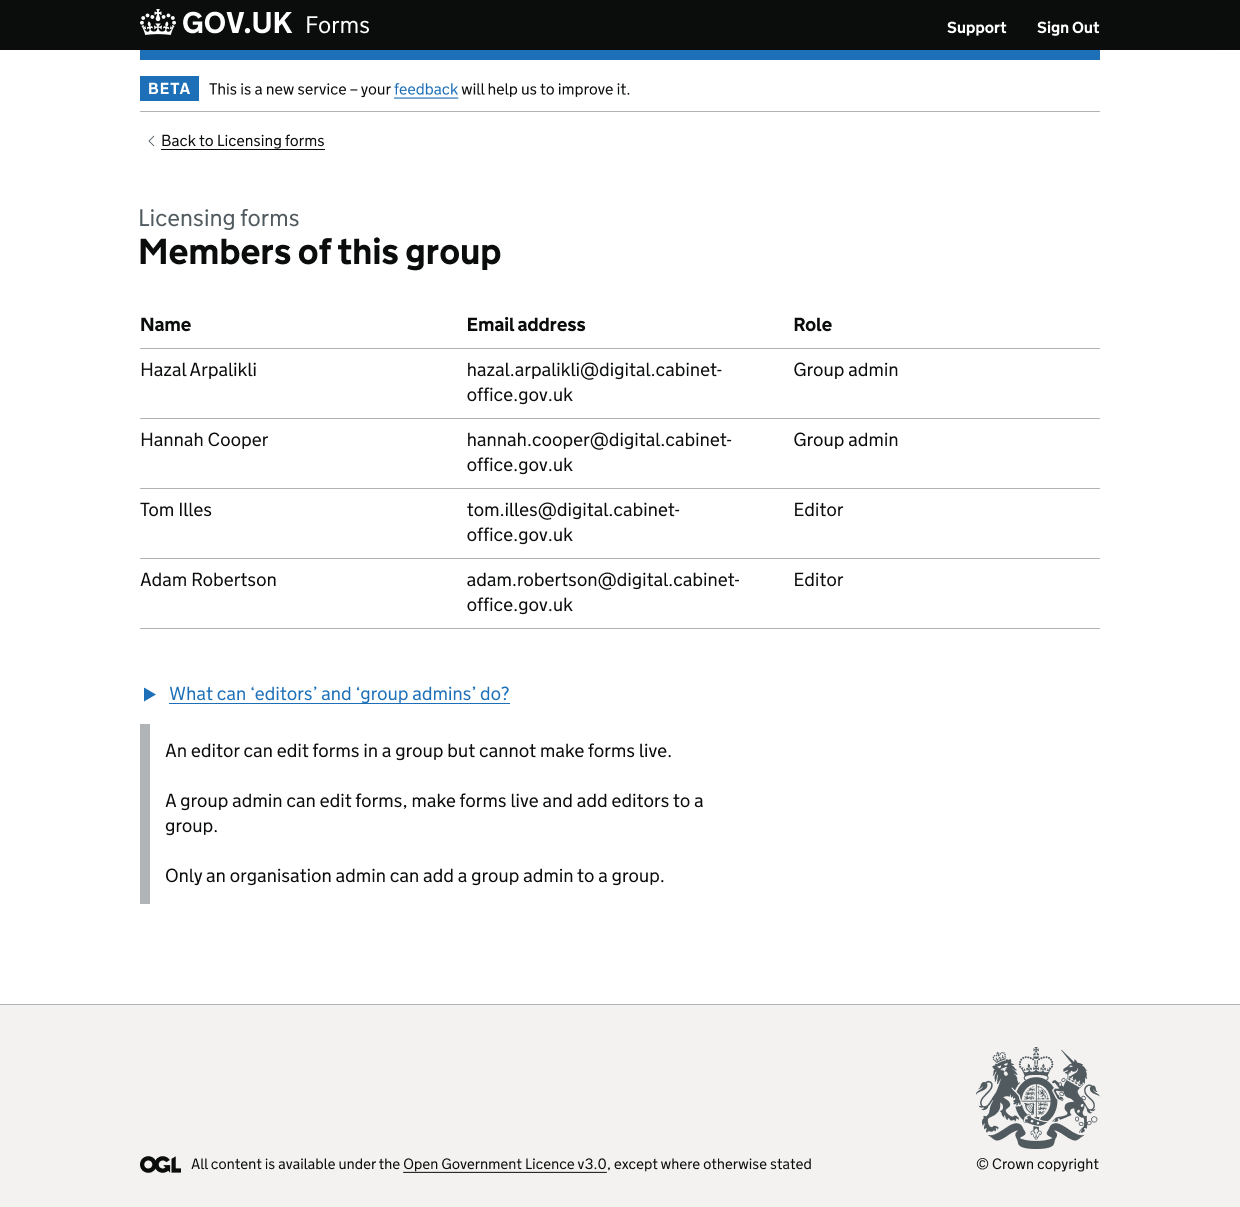 GOV.UK Forms Support Sign Out
BETA This is a new service – your feedback will help us to improve it.
Back to Licensing forms
Licensing forms
Members of this group
Name Email address Role
Hazal Arpalikli hazal.arpalikli@digital.cabinet- Group admin
office.gov.uk
Hannah Cooper hannah.cooper@digital.cabinet- Group admin
office.gov.uk
Tom Illes tom.illes@digital.cabinet- Editor
office.gov.uk
Adam Robertson adam.robertson@digital.cabinet- Editor
office.gov.uk
What can ‘editors’ and ‘group admins’ do?
An editor can edit forms in a group but cannot make forms live.
A group admin can edit forms, make forms live and add editors to a
group.
Only an organisation admin can add a group admin to a group.
OGL All content is available under the Open Government Licence v3.0, except where otherwise stated © Crown copyright